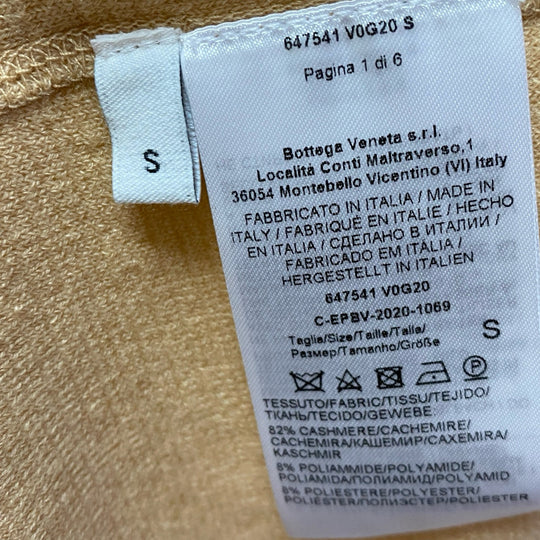 647541 V0G20 S
Pagina 1 di 6
S
Bottega Veneta s.r.l.
Località Conti Maltraverso,1
36054 Montebello Vicentino (VI) Italy
FABBRICATO IN ITALIA / MADE IN
ITALY / FABRIQUÉ EN ITALIE / HECHO
EN ITALIA / СДЕЛАНО В ИТАЛИИ /
FABRICADO EM ITÁLIA /
HERGESTELLT IN ITALIEN
647541 V0G20
C-EPBV-2020-1069
Taglia/Size/Taille/Talla/
Размер/Tamanho/Größe
S
P
TESSUTO/FABRIC/TISSU/TEJIDO/
ТКАНЬ/TECIDO/GEWEBE
82% CASHMERE/CACHEMIRE/
CACHEMIRA/КАШЕМИР/CAXEMIRA/
KASCHMIR
8% POLIAMMIDE/POLYAMIDE/
POLIAMIDA/ПОЛИАМИД/POLIAMIDA/
POLYAMID
8% POLIESTERE/POLYESTER/
POLIÉSTER/ПОЛИЭСТЕР/POLIESTER